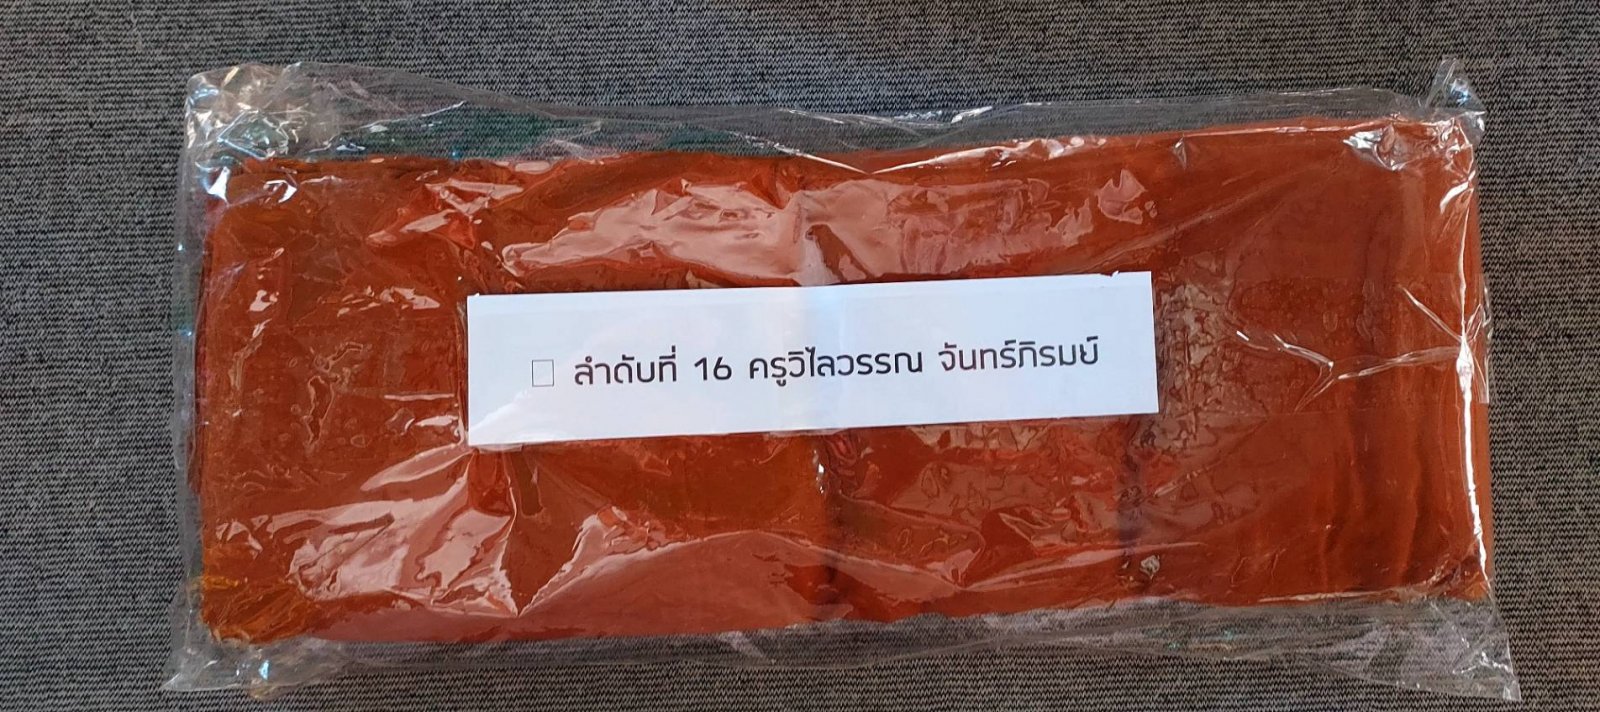 □ ลำดับที่ 16 ครูวิไลวรรณ จันทร์ภิรมย์